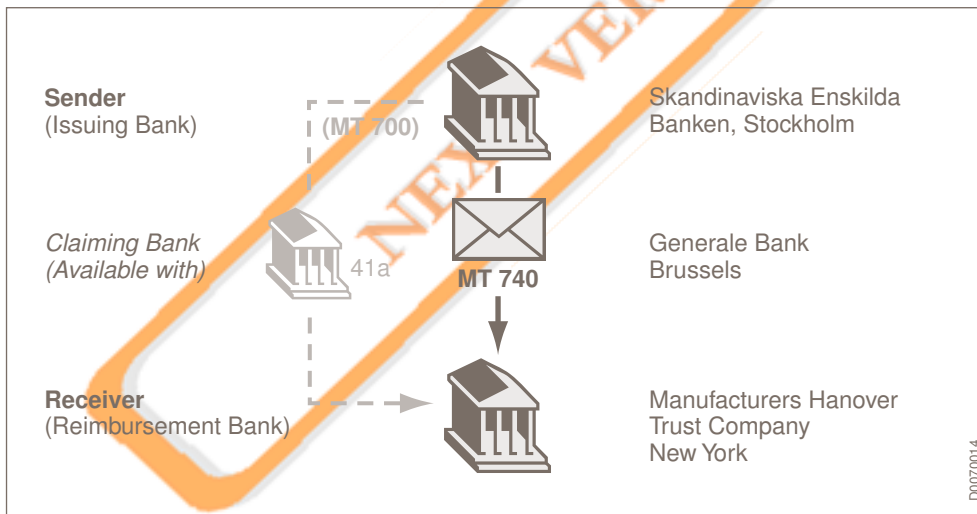 Sender
(Issuing Bank)
(MT 700)
Skandinaviska Enskilda
Banken, Stockholm
Claiming Bank
(Available with)
41a
MT 740
Generale Bank
Brussels
Receiver
(Reimbursement Bank)
Manufacturers Hanover
Trust Company
New York
D0070014